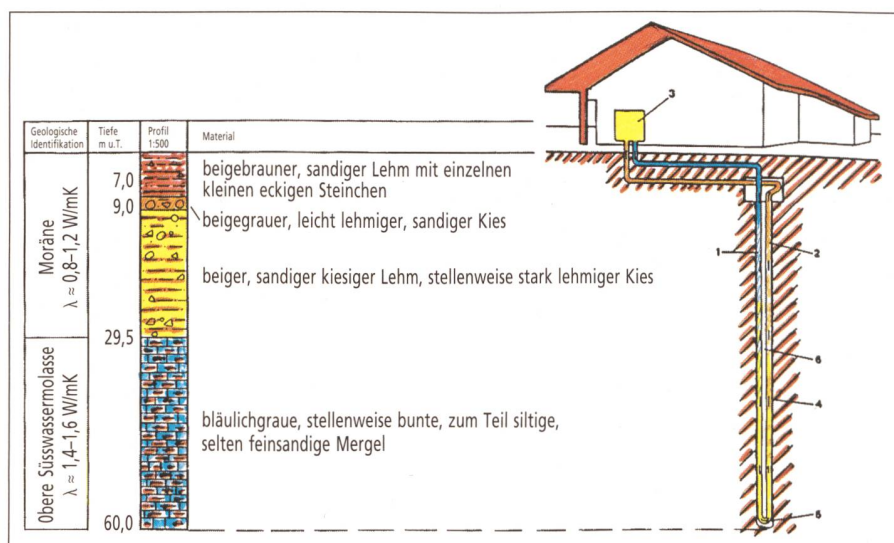 Geologische
Identifikation
Tiefe
m u.T.
Profil
1:500
Material
Moräne
λ ≈ 0,8–1,2 W/mK
7,0
9,0
29,5
beigebrauner, sandiger Lehm mit einzelnen
kleinen eckigen Steinchen
beigegrauer, leicht lehmiger, sandiger Kies
beiger, sandiger kiesiger Lehm, stellenweise stark lehmiger Kies
Obere Süsswassermolasse
λ ≈ 1,4–1,6 W/mK
60,0
bläulichgraue, stellenweise bunte, zum Teil siltige,
selten feinsandige Mergel
3
1
2
6
4
5